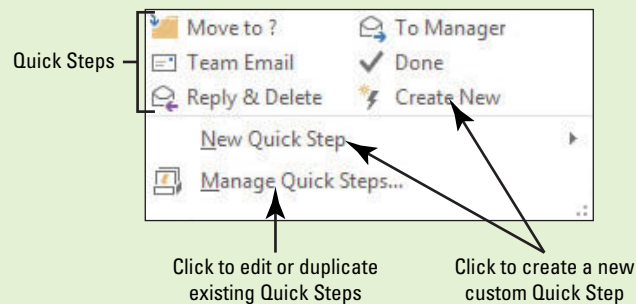 Quick Steps
Move to ?
To Manager
Team Email
Done
Reply & Delete
Create New
New Quick Step
Manage Quick Steps...
Click to edit or duplicate
existing Quick Steps
Click to create a new
custom Quick Step